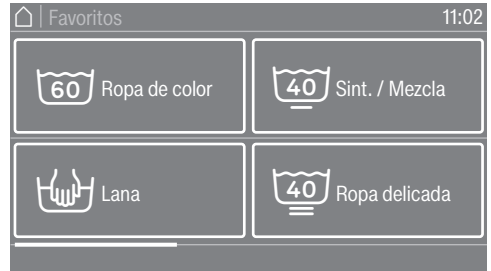 Favoritos 11:02
60 Ropa de color
40 Sint. / Mezcla
Lana
40 Ropa delicada